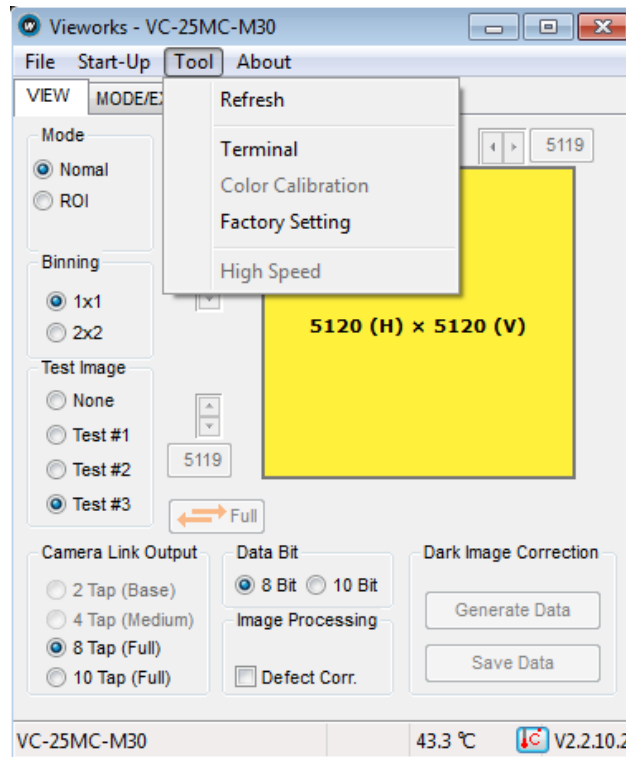 Vieworks - VC-25MC-M30
File Start-Up Tool About
VIEW MODE/E
Refresh
Terminal
Color Calibration
Factory Setting
High Speed
Mode
Nomal
ROI
5119
Binning
1x1
2x2
5120 (H) × 5120 (V)
Test Image
None
Test #1
Test #2
Test #3
5119
Full
Camera Link Output
2 Tap (Base)
4 Tap (Medium)
8 Tap (Full)
10 Tap (Full)
Data Bit
8 Bit 10 Bit
Image Processing
Defect Corr.
Dark Image Correction
Generate Data
Save Data
VC-25MC-M30 43.3 ℃ V2.2.10.2